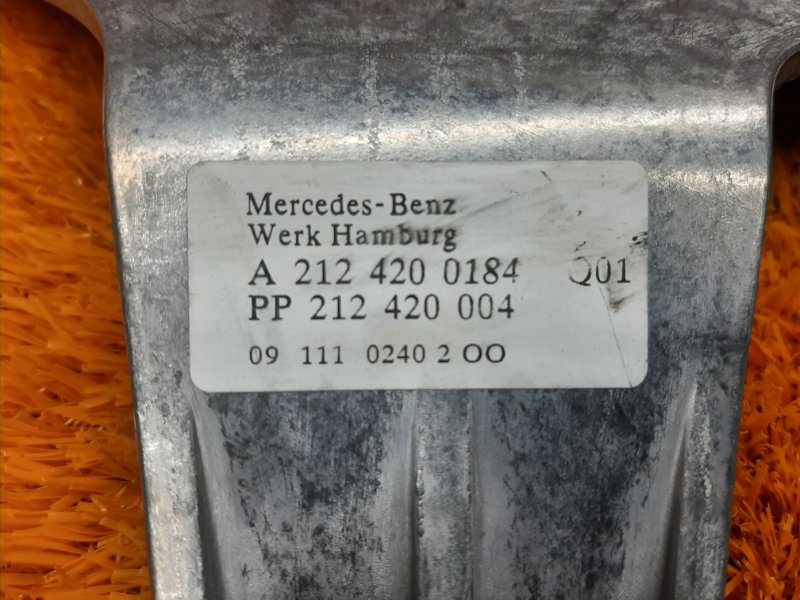 Mercedes-Benz
Werk Hamburg
A 212 420 0184 Q01
PP 212 420 004
09 111 0240 2 OO